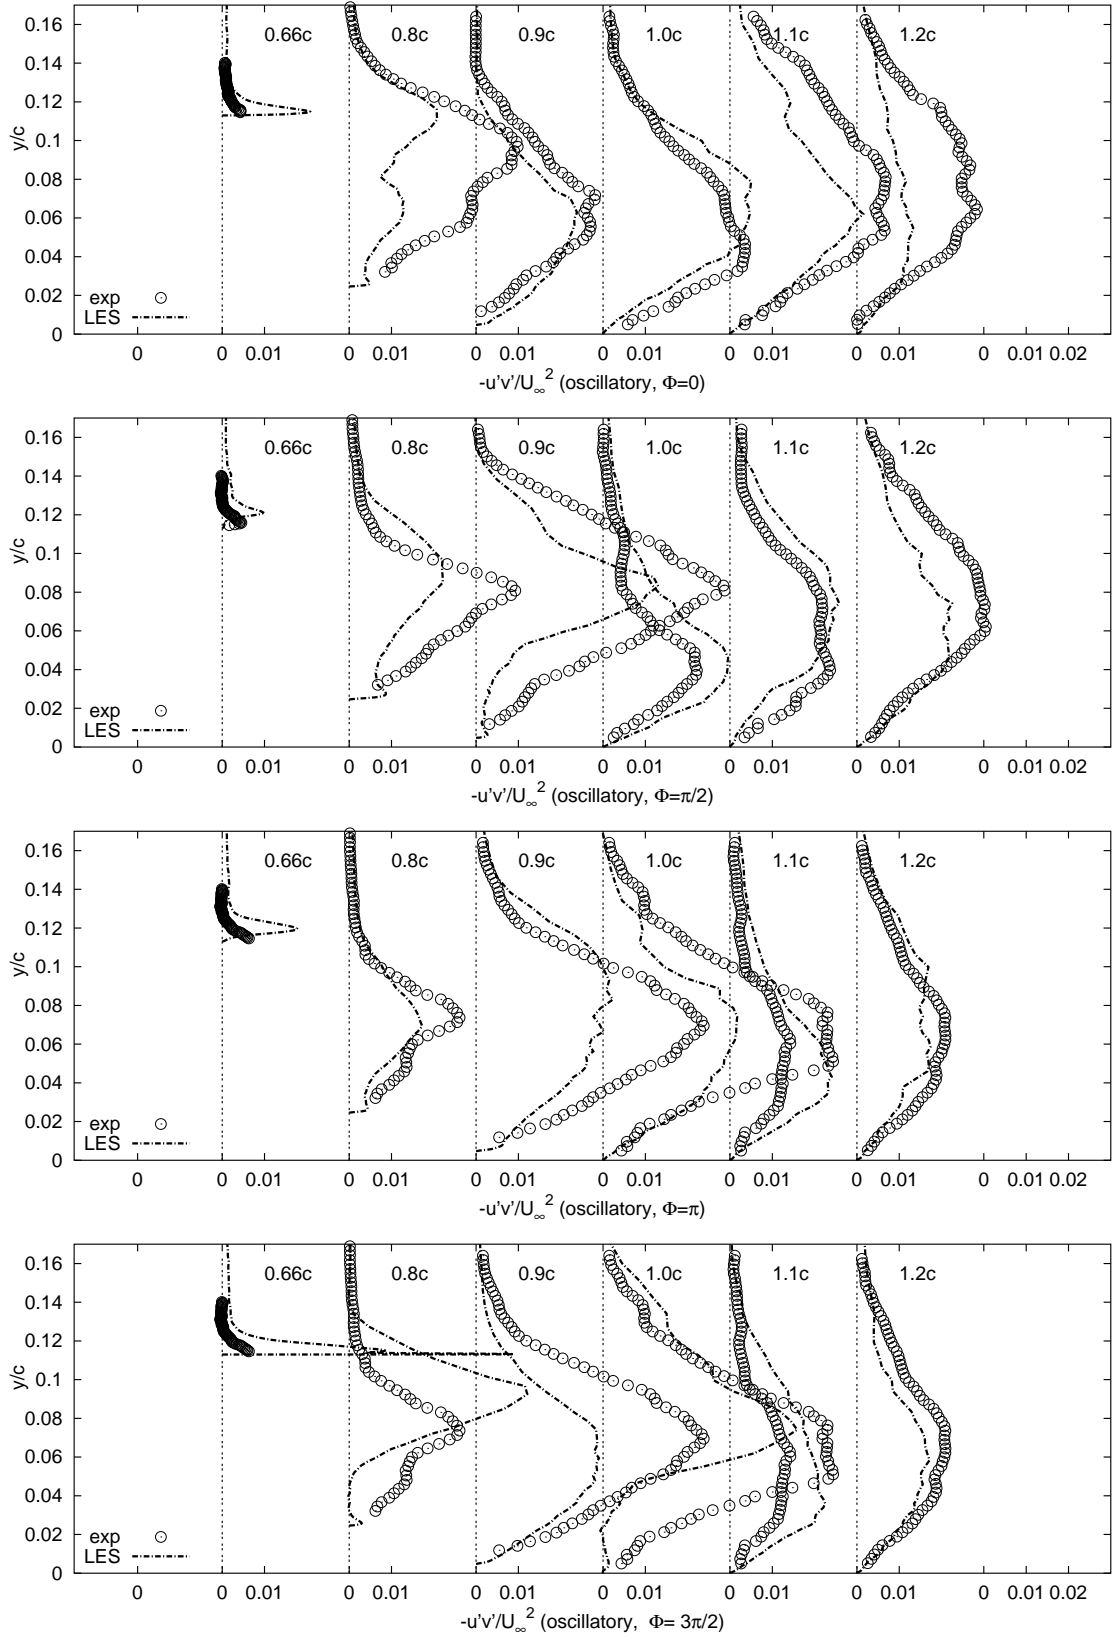 0.16
0.14
0.12
0.1
0.08
0.06
0.04
0.02
0
y/c
0.66c 0.8c 0.9c 1.0c 1.1c 1.2c
exp
LES
0 0 0.01 0 0.01 0 0.01 0 0.01 0 0.01 0 0.01 0 0.01 0.02
-u'v'/U∞² (oscillatory, Φ=0)
0.16
0.14
0.12
0.1
0.08
0.06
0.04
0.02
0
y/c
0.66c 0.8c 0.9c 1.0c 1.1c 1.2c
exp
LES
0 0 0.01 0 0.01 0 0.01 0 0.01 0 0.01 0 0.01 0 0.01 0.02
-u'v'/U∞² (oscillatory, Φ=π/2)
0.16
0.14
0.12
0.1
0.08
0.06
0.04
0.02
0
y/c
0.66c 0.8c 0.9c 1.0c 1.1c 1.2c
exp
LES
0 0 0.01 0 0.01 0 0.01 0 0.01 0 0.01 0 0.01 0 0.01 0.02
-u'v'/U∞² (oscillatory, Φ=π)
0.16
0.14
0.12
0.1
0.08
0.06
0.04
0.02
0
y/c
0.66c 0.8c 0.9c 1.0c 1.1c 1.2c
exp
LES
0 0 0.01 0 0.01 0 0.01 0 0.01 0 0.01 0 0.01 0 0.01 0.02
-u'v'/U∞² (oscillatory, Φ= 3π/2)